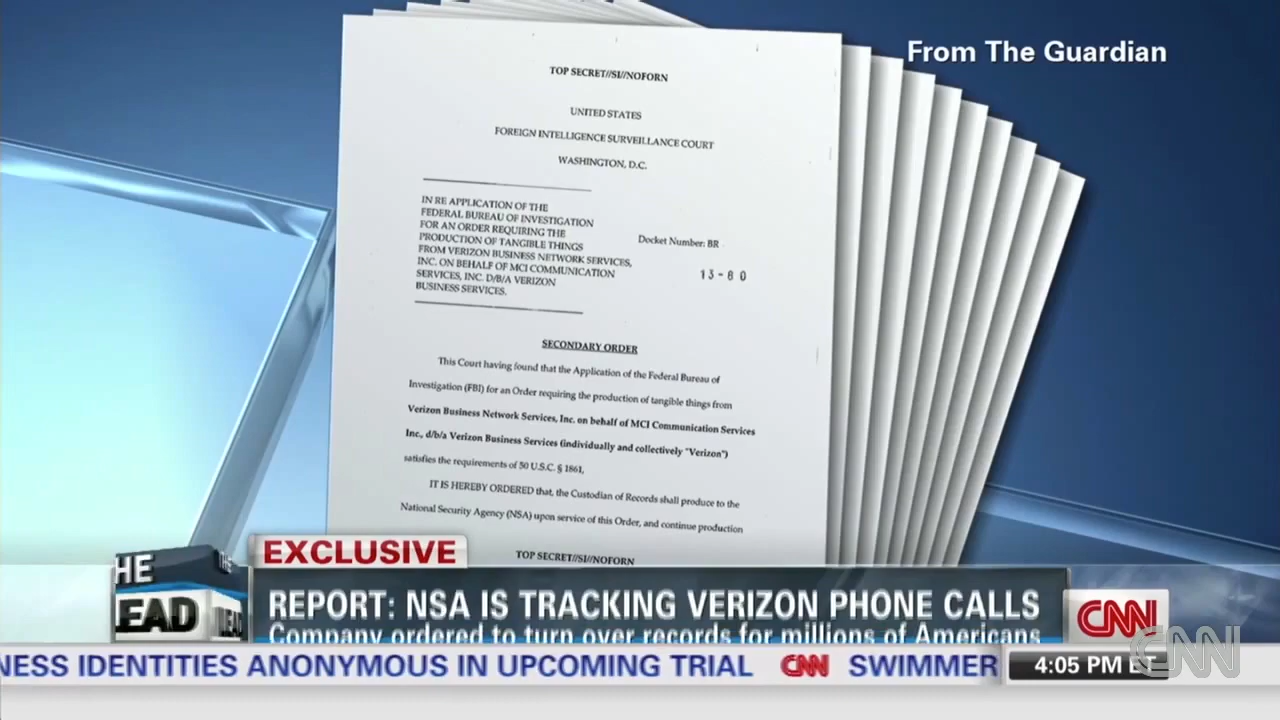 From The Guardian
TOP SECRET//SI//NOFORN
UNITED STATES
FOREIGN INTELLIGENCE SURVEILLANCE COURT
WASHINGTON, D.C.
IN RE APPLICATION OF THE
FEDERAL BUREAU OF INVESTIGATION
FOR AN ORDER REQUIRING THE
PRODUCTION OF TANGIBLE THINGS
FROM VERIZON BUSINESS NETWORK SERVICES,
INC. ON BEHALF OF MCI COMMUNICATION
SERVICES, INC. D/B/A VERIZON
BUSINESS SERVICES.
Docket Number: BR
13-80
SECONDARY ORDER
This Court having found that the Application of the Federal Bureau of
Investigation (FBI) for an Order requiring the production of tangible things from
Verizon Business Network Services, Inc. on behalf of MCI Communication Services
Inc., d/b/a Verizon Business Services (individually and collectively "Verizon")
satisfies the requirements of 50 U.S.C. § 1861,
IT IS HEREBY ORDERED that, the Custodian of Records shall produce to the
National Security Agency (NSA) upon service of this Order, and continue production
TOP SECRET//SI//NOFORN
EXCLUSIVE
THE LEAD
REPORT: NSA IS TRACKING VERIZON PHONE CALLS
Company ordered to turn over records for millions of Americans
CNN
NESS IDENTITIES ANONYMOUS IN UPCOMING TRIAL CNN SWIMMER
4:05 PM ET
CNN